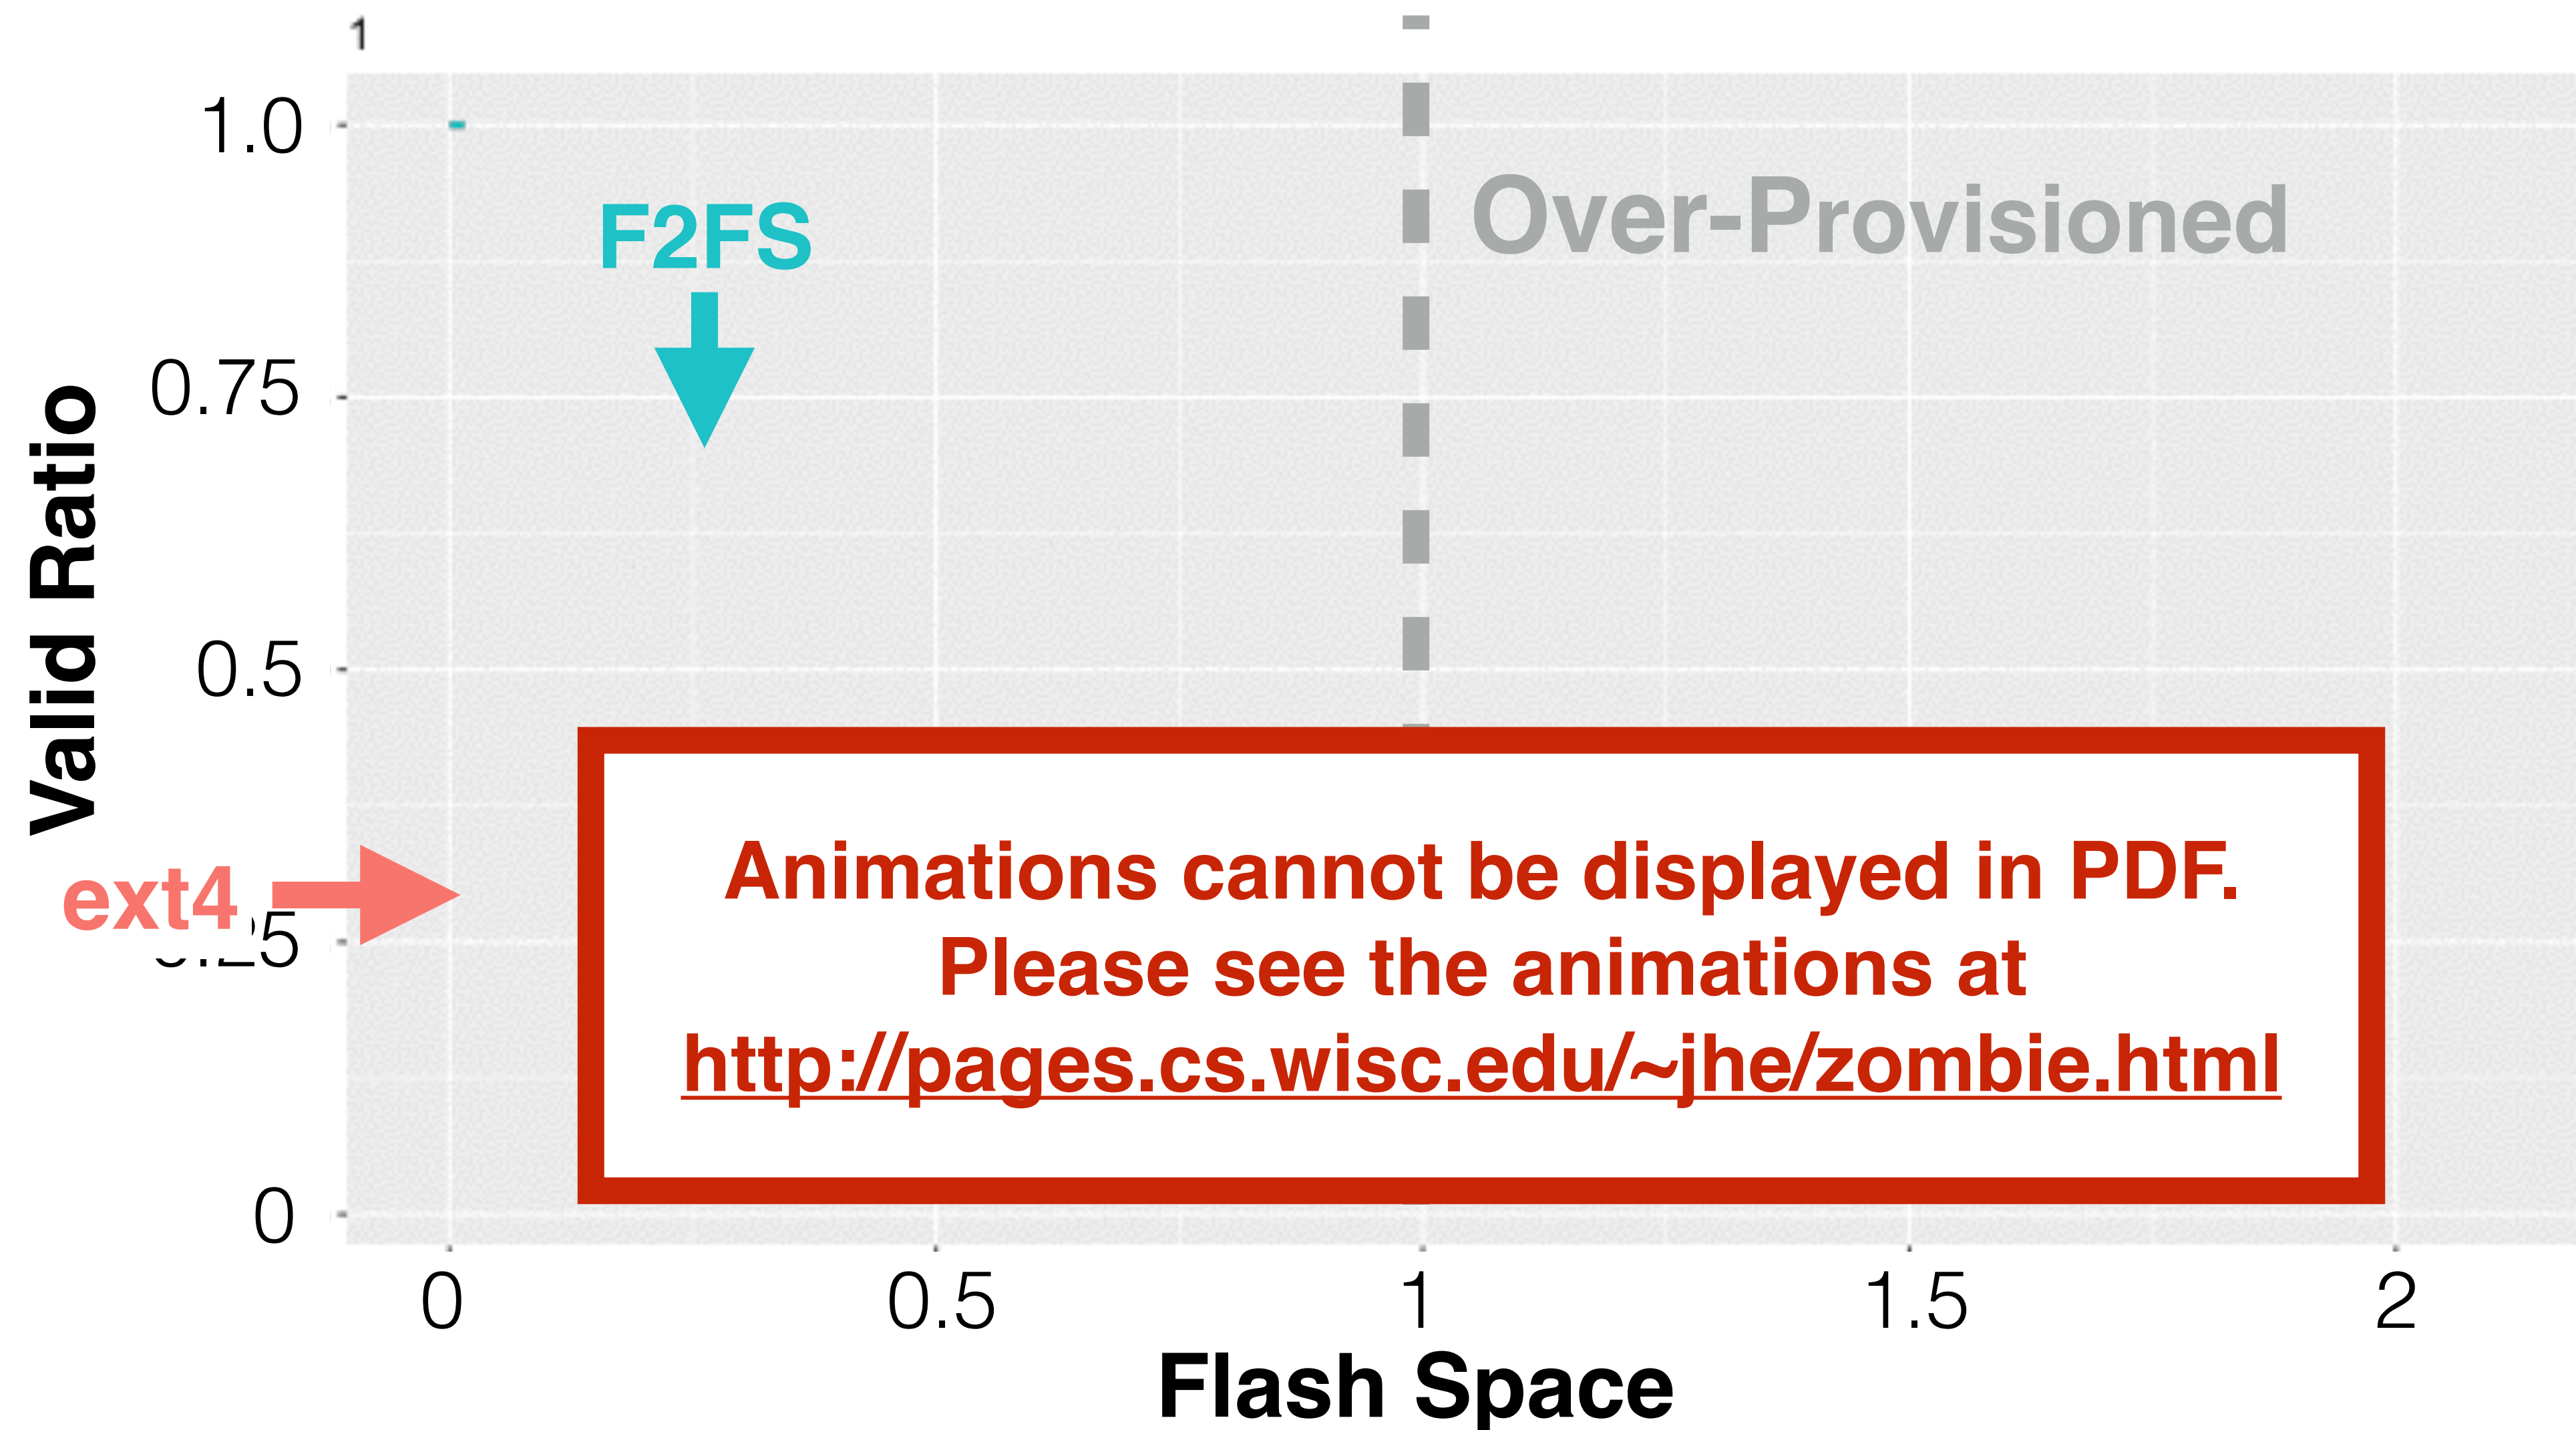 1
1.0
F2FS
Over-Provisioned
0.75
Valid Ratio
0.5
Animations cannot be displayed in PDF.
ext4
Please see the animations at
http://pages.cs.wisc.edu/~jhe/zombie.html
0
0 0.5 1 1.5 2
Flash Space